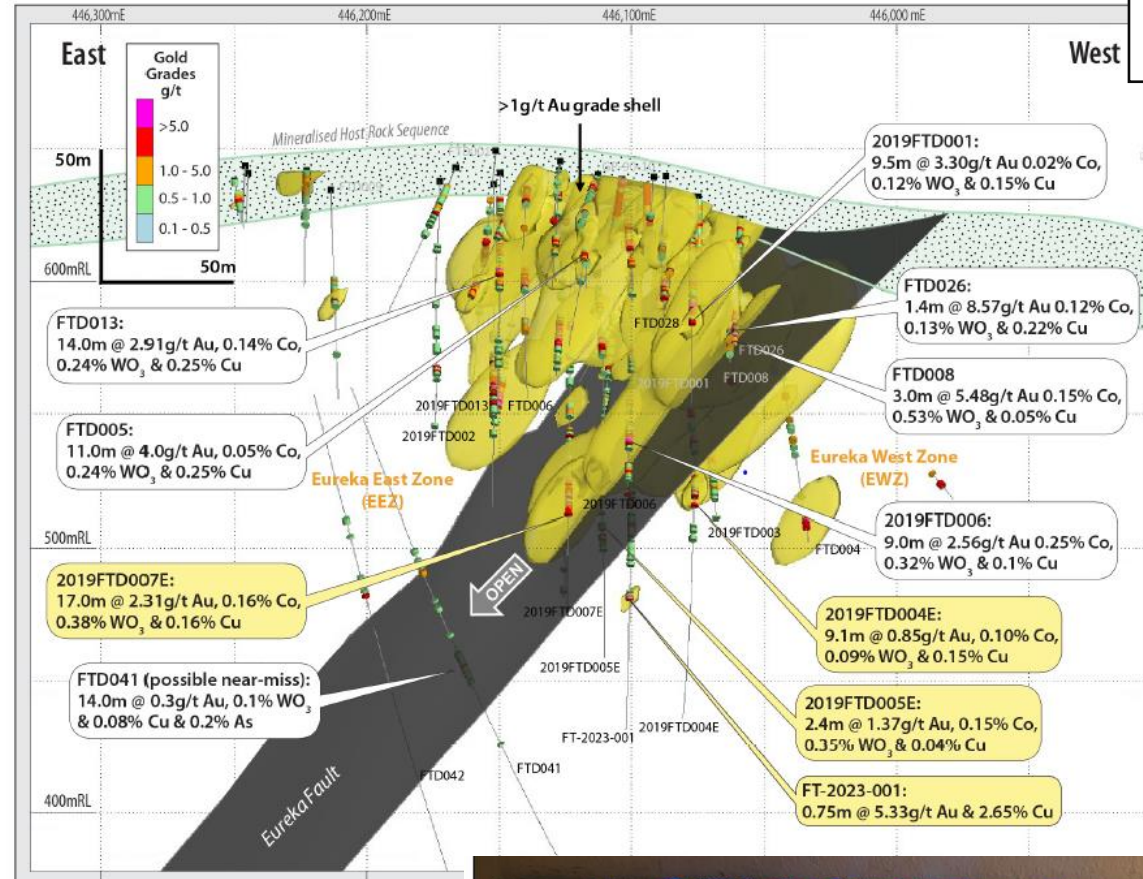 446,300mE
446,200mE
446,100mE
446,000 mE
East
West
Gold
Grades
g/t
>5.0
1.0 - 5.0
0.5 - 1.0
0.1 - 0.5
Mineralised Host Rock Sequence
>1g/t Au grade shell
50m
50m
600mRL
500mRL
400mRL
2019FTD001:
9.5m @ 3.30g/t Au 0.02% Co,
0.12% WO₃ & 0.15% Cu
FTD026:
1.4m @ 8.57g/t Au 0.12% Co,
0.13% WO₃ & 0.22% Cu
FTD008
3.0m @ 5.48g/t Au 0.15% Co,
0.53% WO₃ & 0.05% Cu
FTD013:
14.0m @ 2.91g/t Au, 0.14% Co,
0.24% WO₃ & 0.25% Cu
FTD005:
11.0m @ 4.0g/t Au, 0.05% Co,
0.24% WO₃ & 0.25% Cu
FTD028
FTD026
2019FTD001
FTD008
2019FTD013
FTD006
2019FTD002
Eureka East Zone
(EEZ)
Eureka West Zone
(EWZ)
2019FTD006
2019FTD003
FTD004
2019FTD006:
9.0m @ 2.56g/t Au 0.25% Co,
0.32% WO₃ & 0.1% Cu
2019FTD007E:
17.0m @ 2.31g/t Au, 0.16% Co,
0.38% WO₃ & 0.16% Cu
OPEN
2019FTD007E
2019FTD004E:
9.1m @ 0.85g/t Au, 0.10% Co,
0.09% WO₃ & 0.15% Cu
2019FTD005E
FTD041 (possible near-miss):
14.0m @ 0.3g/t Au, 0.1% WO₃
& 0.08% Cu & 0.2% As
2019FTD005E:
2.4m @ 1.37g/t Au, 0.15% Co,
0.35% WO₃ & 0.04% Cu
FT-2023-001
2019FTD004E
FTD042
FTD041
FT-2023-001:
0.75m @ 5.33g/t Au & 2.65% Cu
Eureka Fault